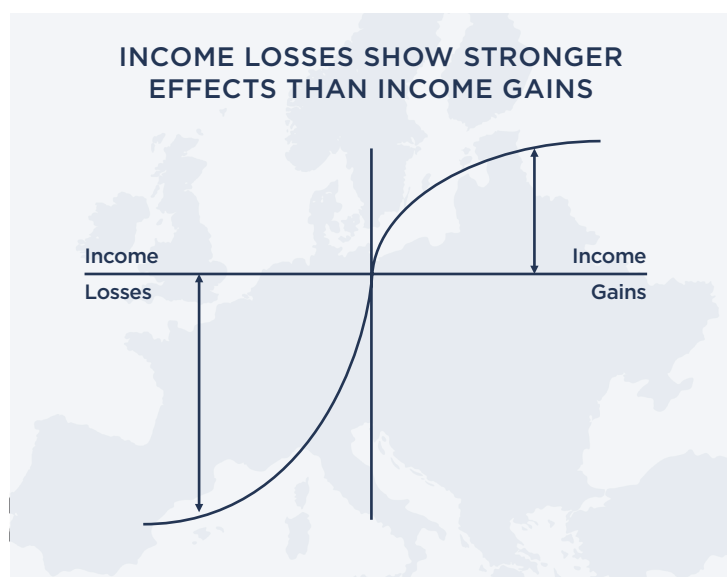 INCOME LOSSES SHOW STRONGER
EFFECTS THAN INCOME GAINS
Income
Losses
Income
Gains